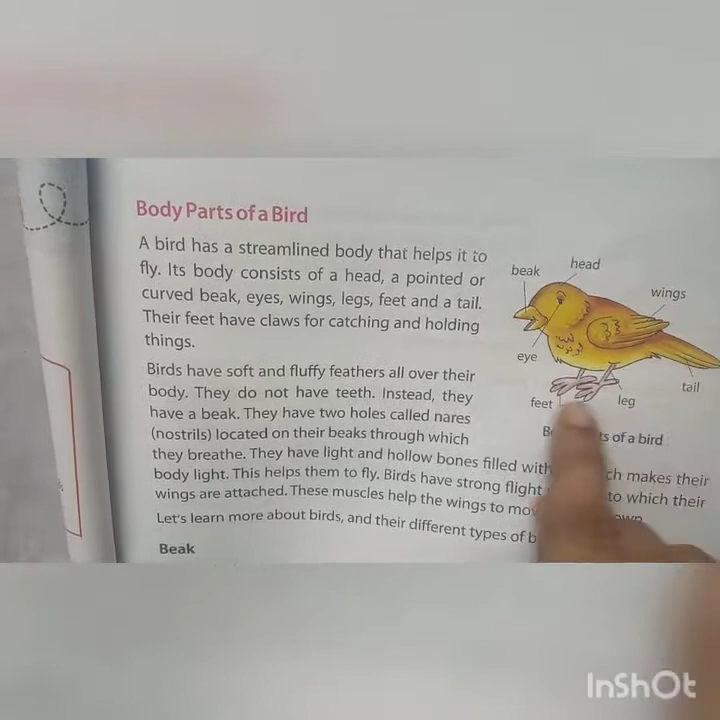 Body Parts of a Bird
A bird has a streamlined body that helps it to
fly. Its body consists of a head, a pointed or
curved beak, eyes, wings, legs, feet and a tail.
Their feet have claws for catching and holding
things.
beak
head
wings
eye
feet
leg
tail
ts of a bird
Birds have soft and fluffy feathers all over their
body. They do not have teeth. Instead, they
have a beak. They have two holes called nares
(nostrils) located on their beaks through which
they breathe. They have light and hollow bones filled with ch makes their
body light. This helps them to fly. Birds have strong flight to which their
wings are attached. These muscles help the wings to
Let's learn more about birds, and their different types of
Beak
InShOt